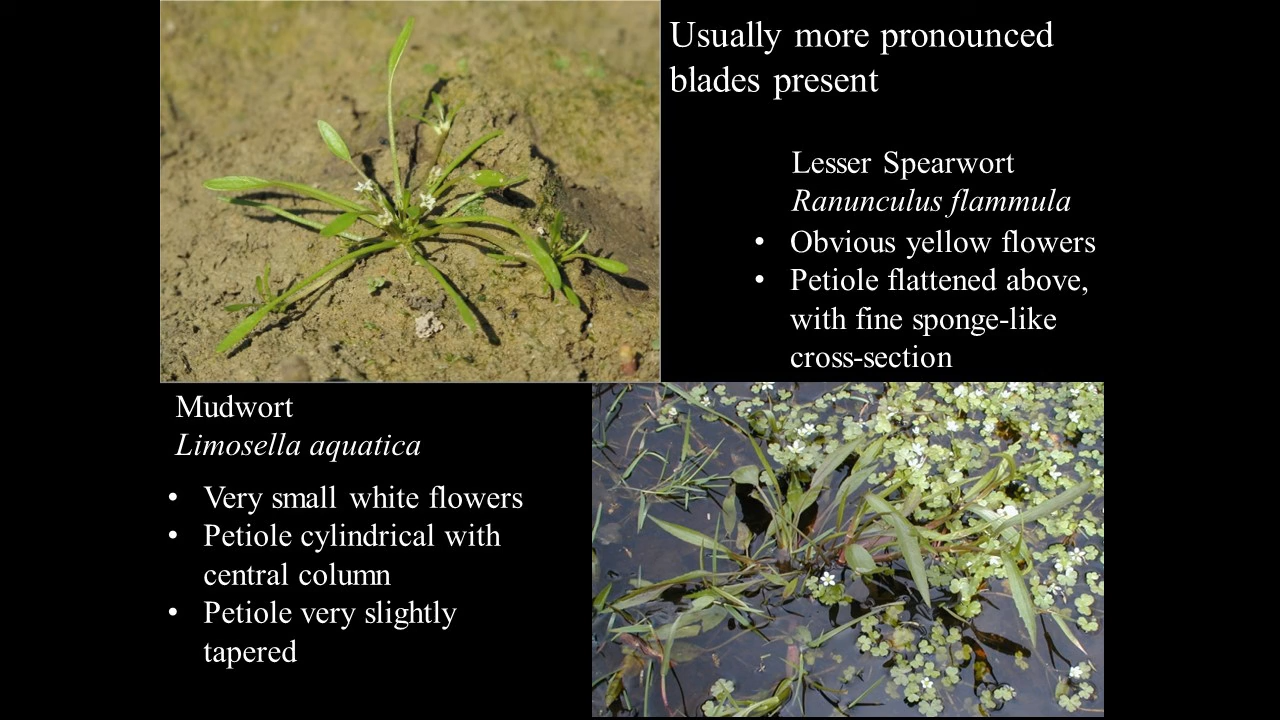 Usually more pronounced
blades present
Lesser Spearwort
Ranunculus flammula
• Obvious yellow flowers
• Petiole flattened above,
with fine sponge-like
cross-section
Mudwort
Limosella aquatica
• Very small white flowers
• Petiole cylindrical with
central column
• Petiole very slightly
tapered